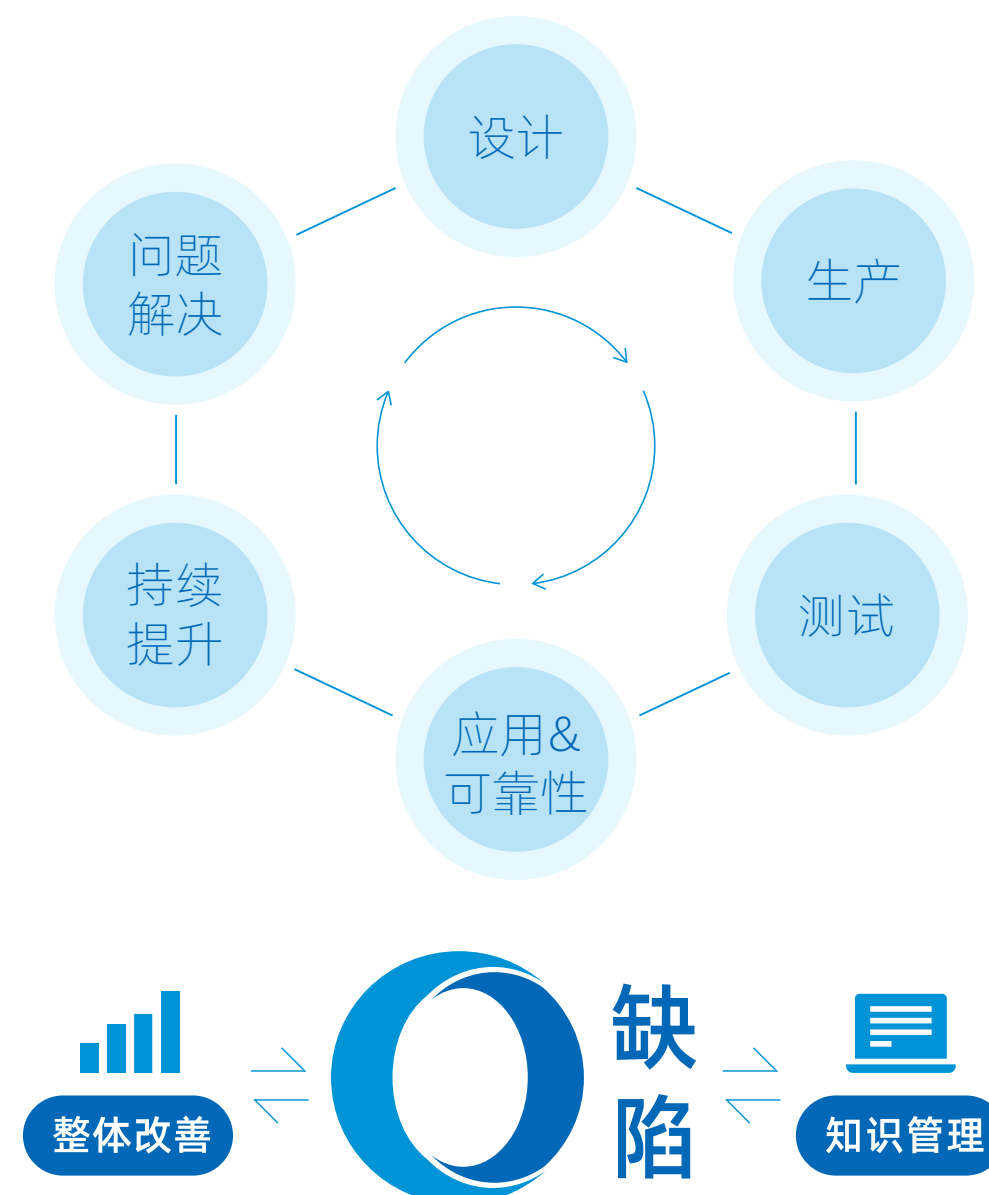 设计
生产
测试
应用&
可靠性
持续
提升
问题
解决
整体改善
0
缺
陷
知识管理